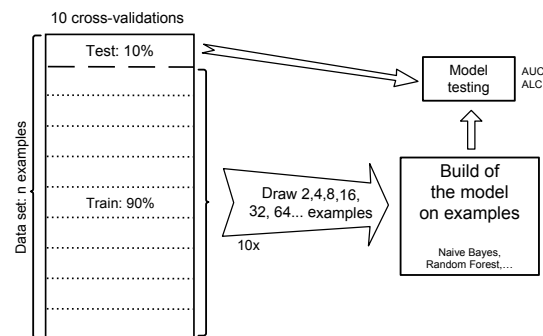 10 cross-validations
Test: 10%
Data set: n examples
Train: 90%
Draw 2,4,8,16,
32, 64... examples
10x
Model
testing
AUC
ALC
Build of
the model
on examples
Naive Bayes,
Random Forest,...